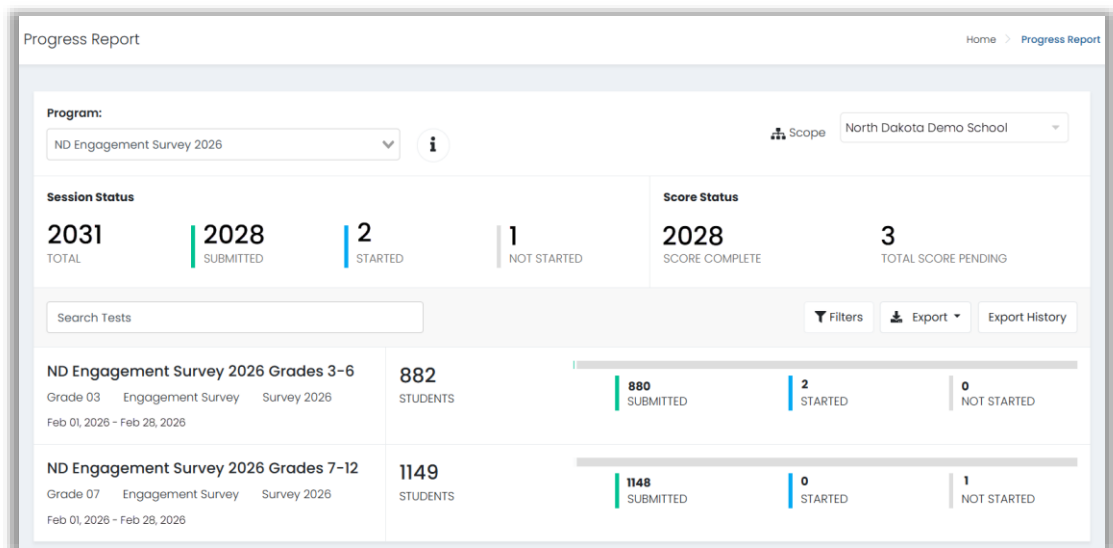 Progress Report
Home > Progress Report
Program:
ND Engagement Survey 2026
i
Scope
North Dakota Demo School
Session Status
2031
TOTAL
2028
SUBMITTED
2
STARTED
1
NOT STARTED
Score Status
2028
SCORE COMPLETE
3
TOTAL SCORE PENDING
Search Tests
Filters
Export
Export History
ND Engagement Survey 2026 Grades 3-6
Grade 03 Engagement Survey Survey 2026
Feb 01, 2026 - Feb 28, 2026
882
STUDENTS
880
SUBMITTED
2
STARTED
0
NOT STARTED
ND Engagement Survey 2026 Grades 7-12
Grade 07 Engagement Survey Survey 2026
Feb 01, 2026 - Feb 28, 2026
1149
STUDENTS
1148
SUBMITTED
0
STARTED
1
NOT STARTED